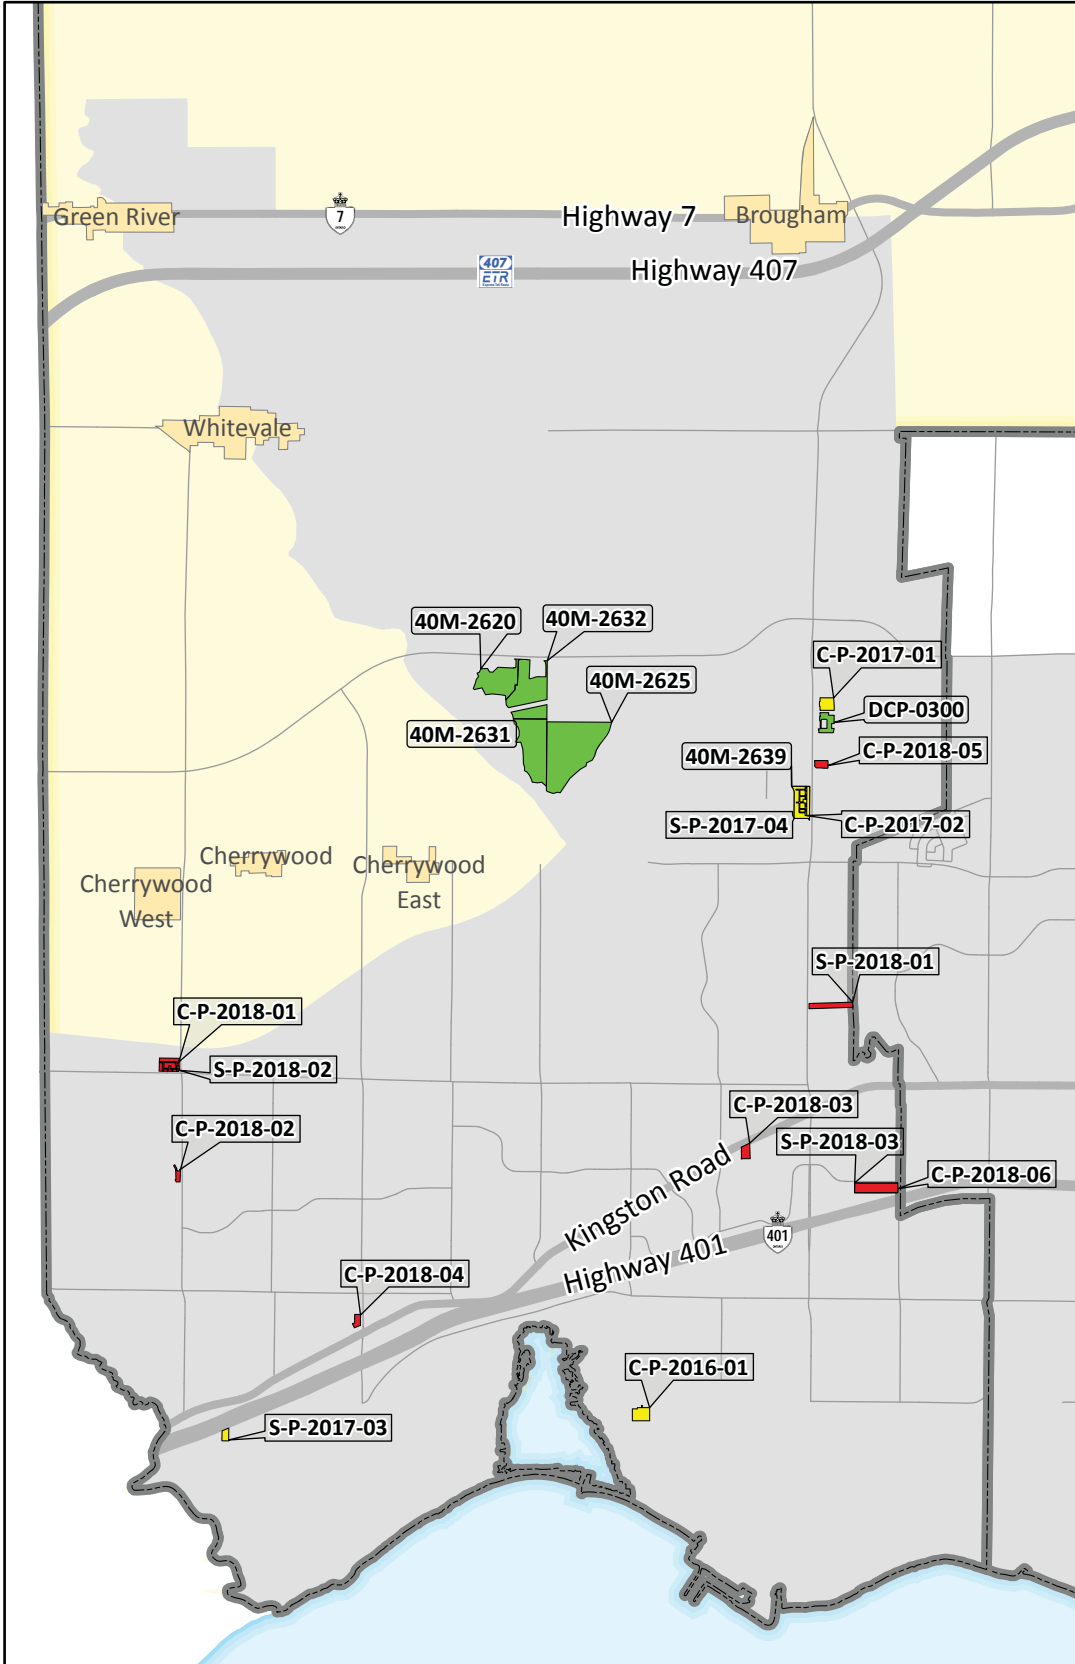 Green River
7
Highway 7
Brougham
407
ETR
Highway 407
Whitevale
40M-2620
40M-2632
C-P-2017-01
40M-2625
DCP-0300
40M-2631
C-P-2018-05
40M-2639
S-P-2017-04
C-P-2017-02
Cherrywood
Cherrywood
East
Cherrywood
West
S-P-2018-01
C-P-2018-01
S-P-2018-02
C-P-2018-03
C-P-2018-02
S-P-2018-03
C-P-2018-06
Kingston Road
401
Highway 401
C-P-2018-04
C-P-2016-01
S-P-2017-03